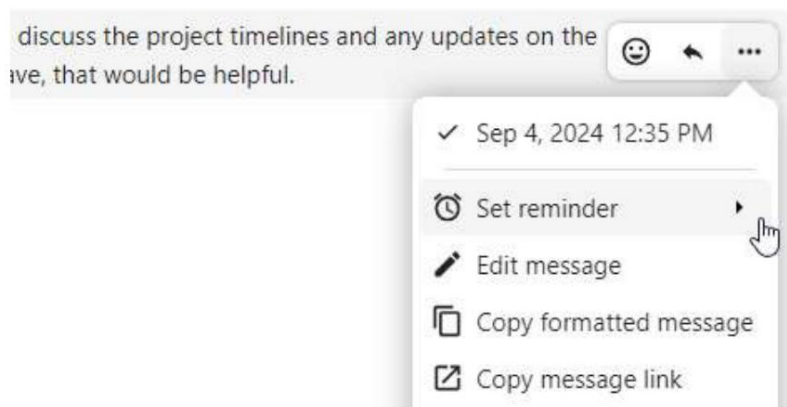 discuss the project timelines and any updates on the
that would be helpful.
Sep 4, 2024 12:35 PM
Set reminder
Edit message
Copy formatted message
Copy message link